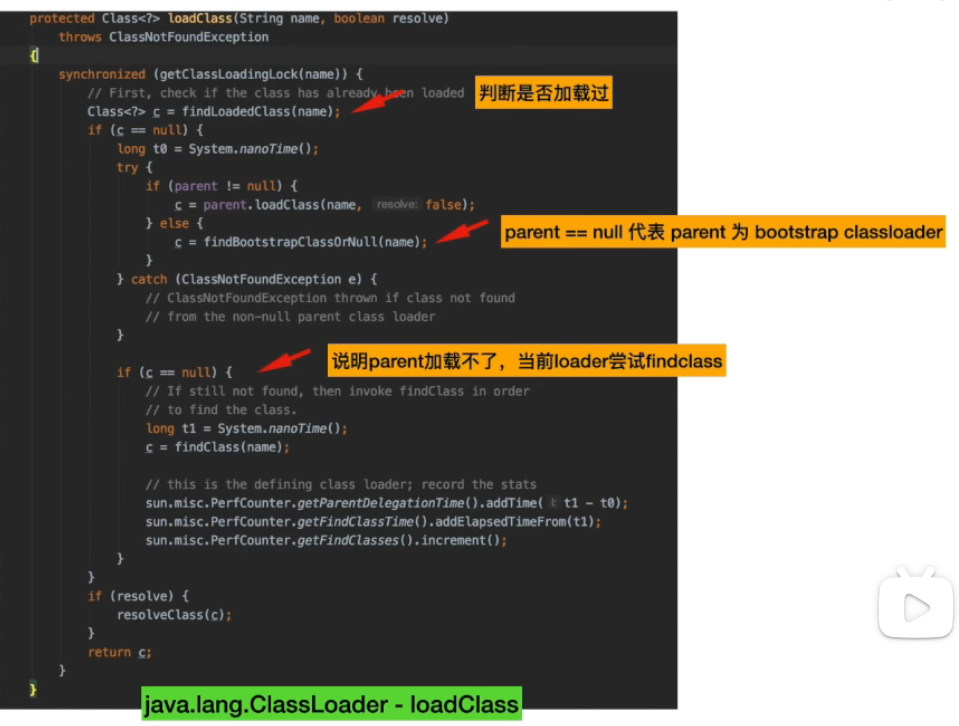 protected Class<?> loadClass(String name, boolean resolve)
throws ClassNotFoundException
{
synchronized (getClassLoadingLock(name)) {
// First, check if the class has already been loaded
判断是否加载过
Class<?> c = findLoadedClass(name);
if (c == null) {
long t0 = System.nanoTime();
try {
if (parent != null) {
c = parent.loadClass(name, resolve: false);
} else {
c = findBootstrapClassOrNull(name);
parent == null 代表 parent 为 bootstrap classloader
}
} catch (ClassNotFoundException e) {
// ClassNotFoundException thrown if class not found
// from the non-null parent class loader
}
说明parent加载不了，当前loader尝试findclass
if (c == null) {
// If still not found, then invoke findClass in order
// to find the class.
long t1 = System.nanoTime();
c = findClass(name);
// this is the defining class loader; record the stats
sun.misc.PerfCounter.getParentDelegationTime().addTime( t t1 - t0);
sun.misc.PerfCounter.getFindClassTime().addElapsedTimeFrom(t1);
sun.misc.PerfCounter.getFindClasses().increment();
}
}
if (resolve) {
resolveClass(c);
}
return c;
}
}
java.lang.ClassLoader - loadClass